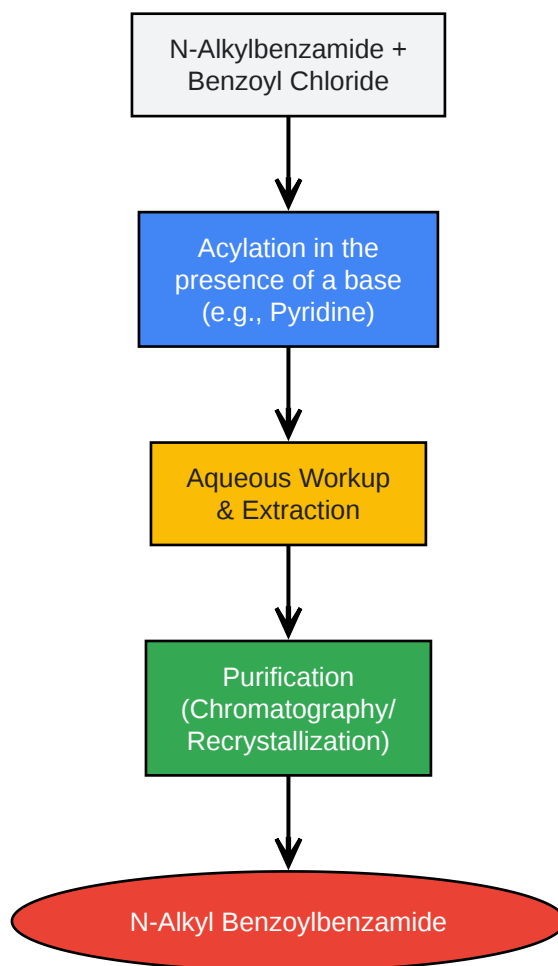 N-Alkylbenzamide +
Benzoyl Chloride
Acylation in the
presence of a base
(e.g., Pyridine)
Aqueous Workup
& Extraction
Purification
(Chromatography/
Recrystallization)
N-Alkyl Benzoylbenzamide